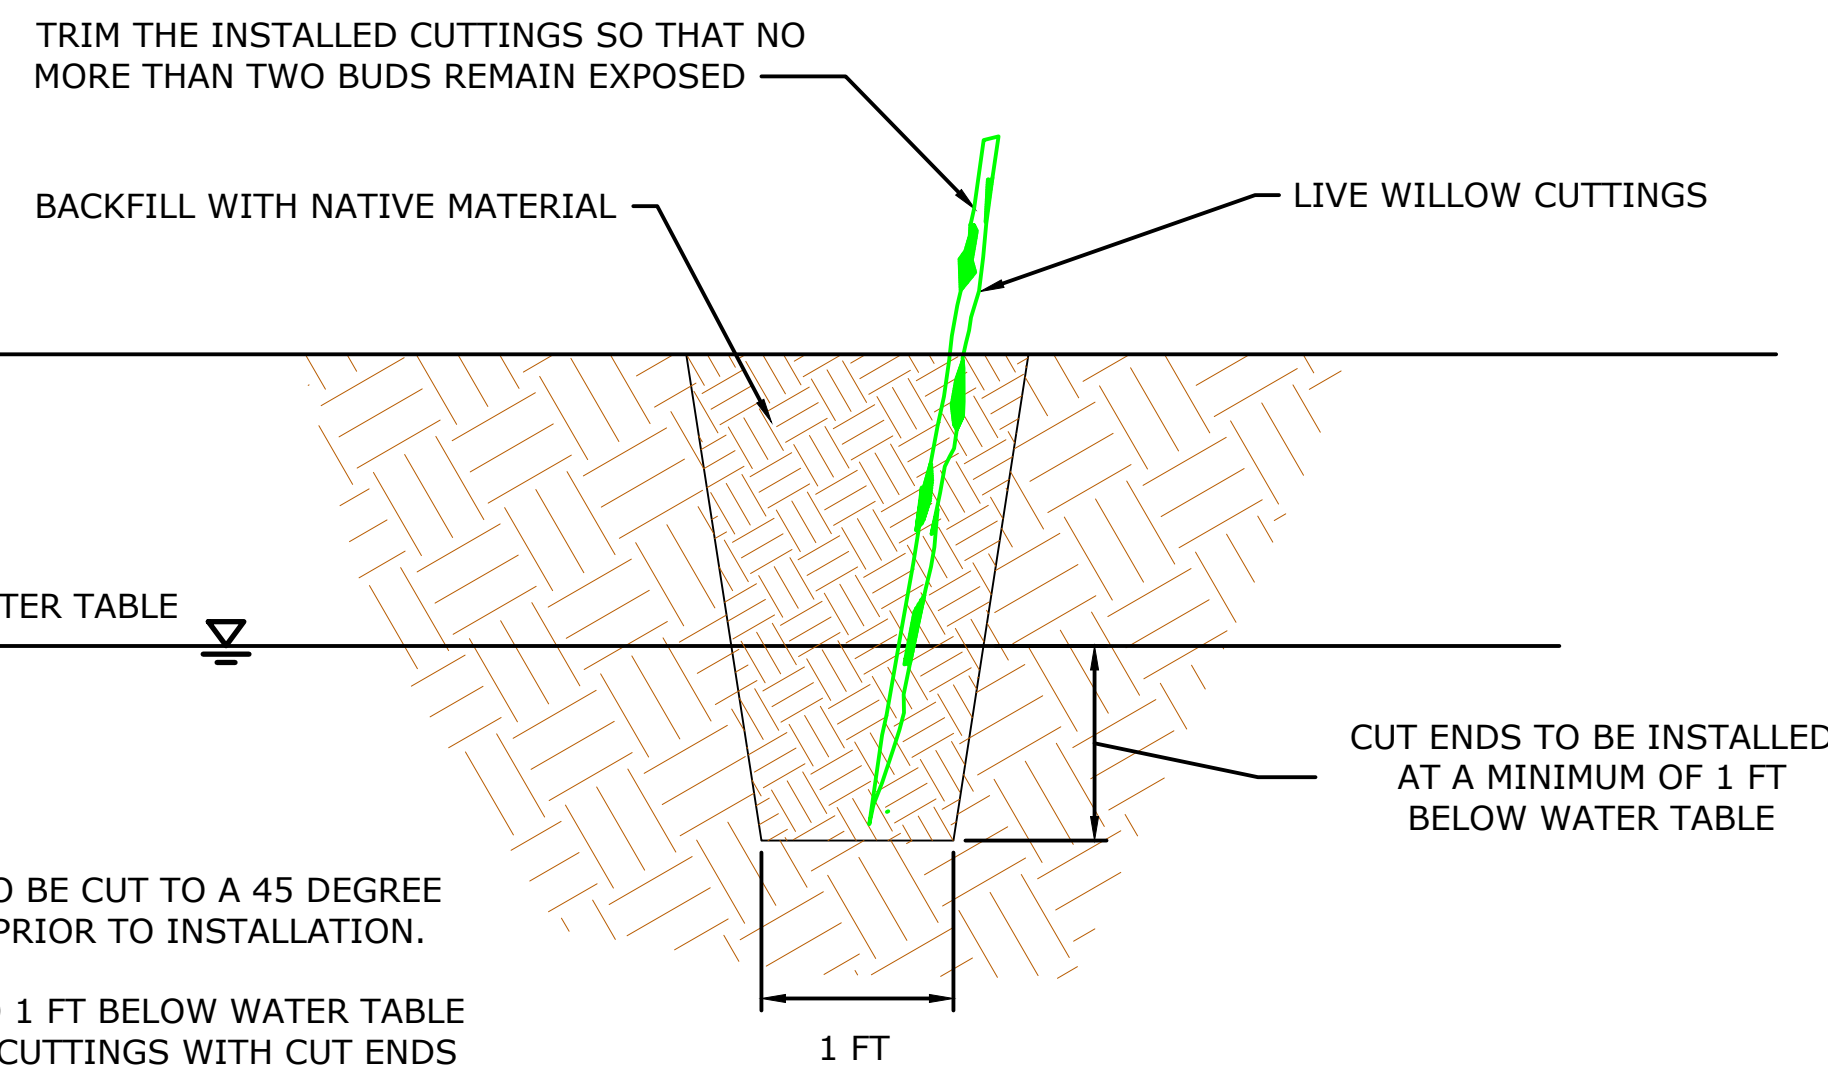 TRIM THE INSTALLED CUTTINGS SO THAT NO
MORE THAN TWO BUDS REMAIN EXPOSED
BACKFILL WITH NATIVE MATERIAL
LIVE WILLOW CUTTINGS
TER TABLE
CUT ENDS TO BE INSTALLED
AT A MINIMUM OF 1 FT
BELOW WATER TABLE
O BE CUT TO A 45 DEGREE
PRIOR TO INSTALLATION.
1 FT BELOW WATER TABLE
CUTTINGS WITH CUT ENDS
1 FT